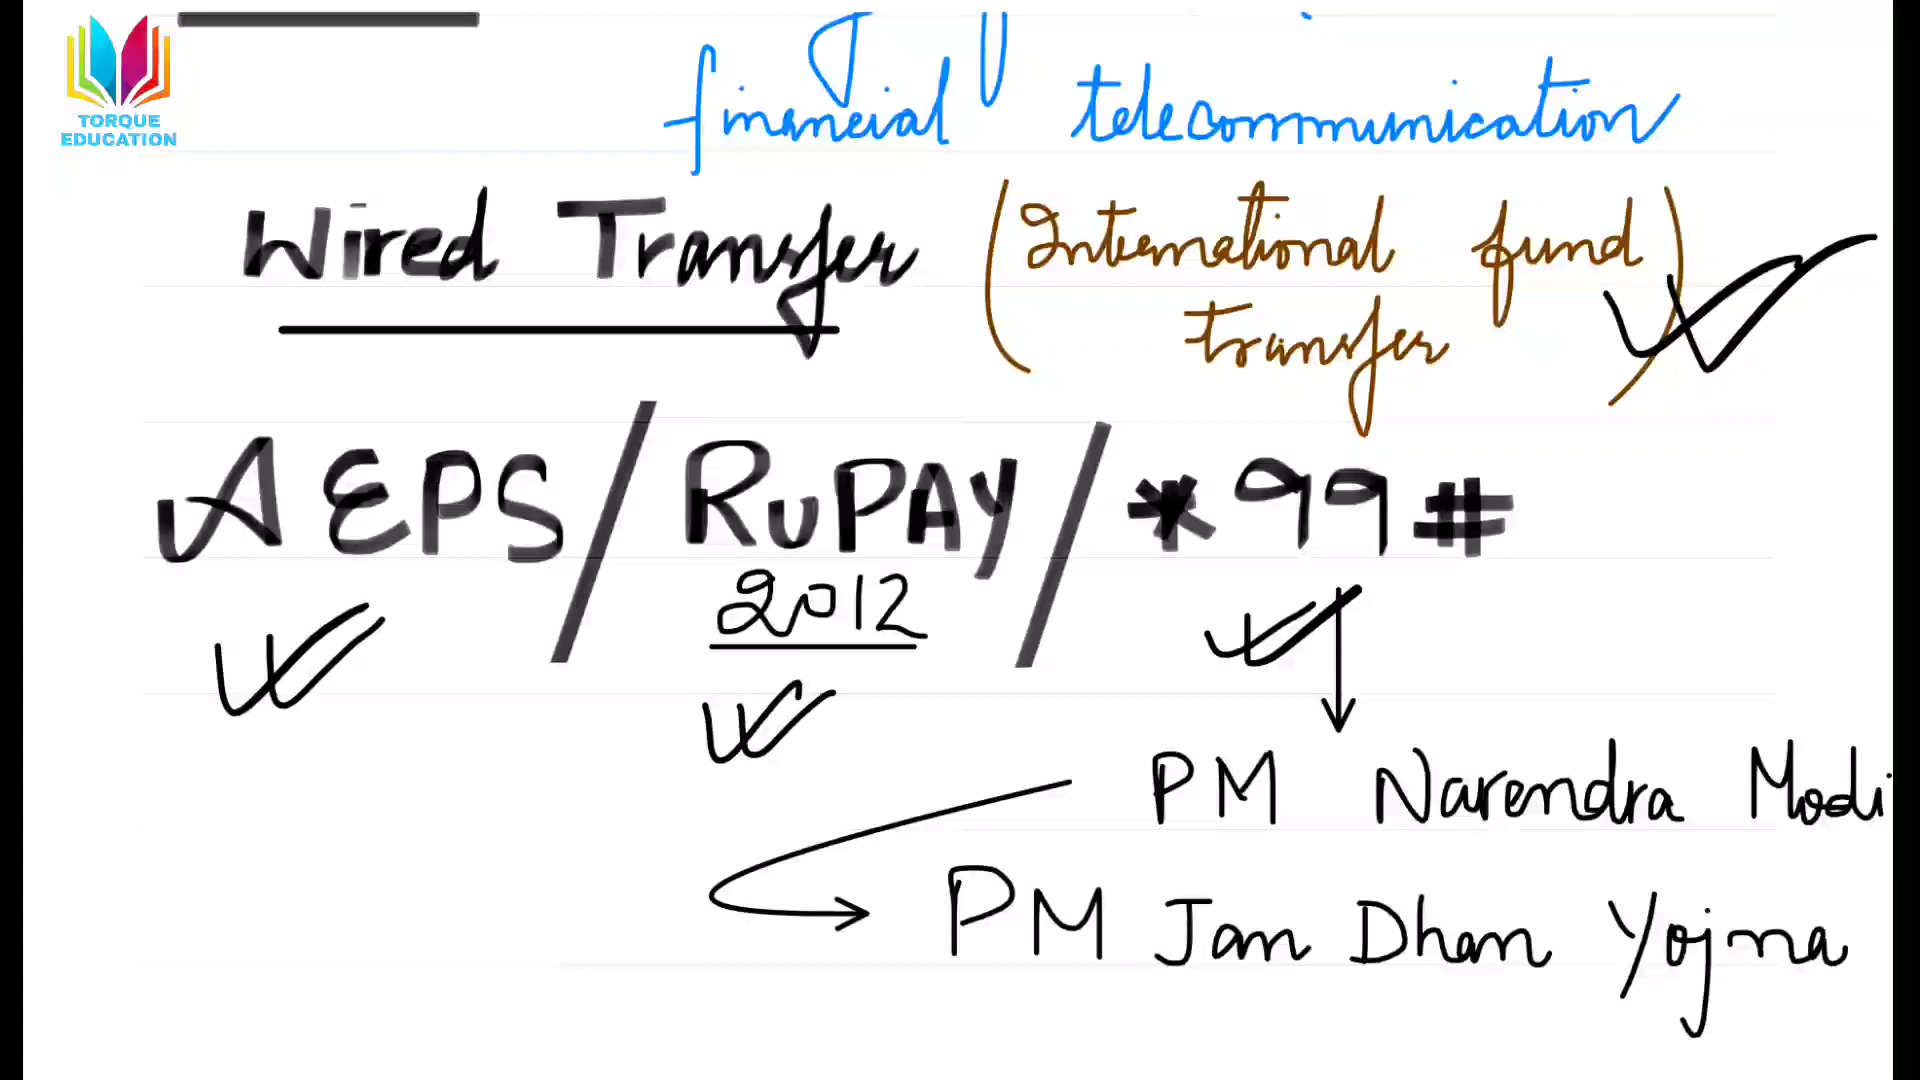 TORQUE
EDUCATION
financial telecommunication
Wired Transfer (International fund
transfer)
AEPS/RuPAY/*99#
2012
PM Narendra Modi
PM Jan Dhan Yojna